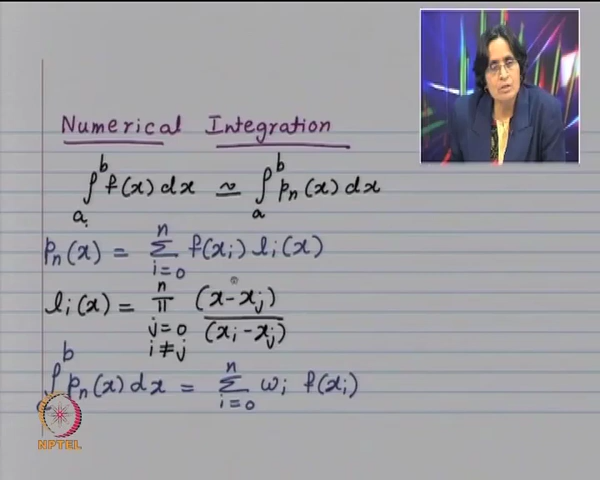 Numerical Integration
∫_a^b f(x) dx ≃ ∫_a^b p_n(x) dx
p_n(x) = Σ_{i=0}^{n} f(x_i) l_i(x)
l_i(x) = π_{j=0, i≠j}^{n} (x-x_j)/(x_i-x_j)
∫^b p_n(x) dx = Σ_{i=0}^{n} w_i f(x_i)
NPTEL